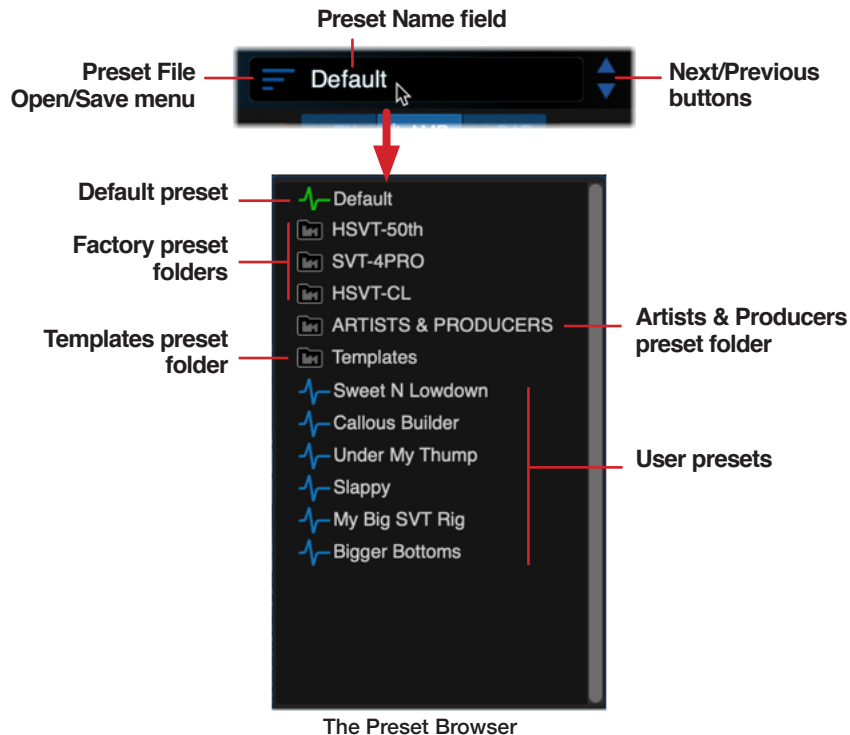 Preset Name field
Preset File
Open/Save menu
Default
Next/Previous
buttons
Default preset
Default
Factory preset
folders
HSVT-50th
SVT-4PRO
HSVT-CL
ARTISTS & PRODUCERS
Artists & Producers
preset folder
Templates preset
folder
Templates
Sweet N Lowdown
Callous Builder
Under My Thump
User presets
Slappy
My Big SVT Rig
Bigger Bottoms
The Preset Browser